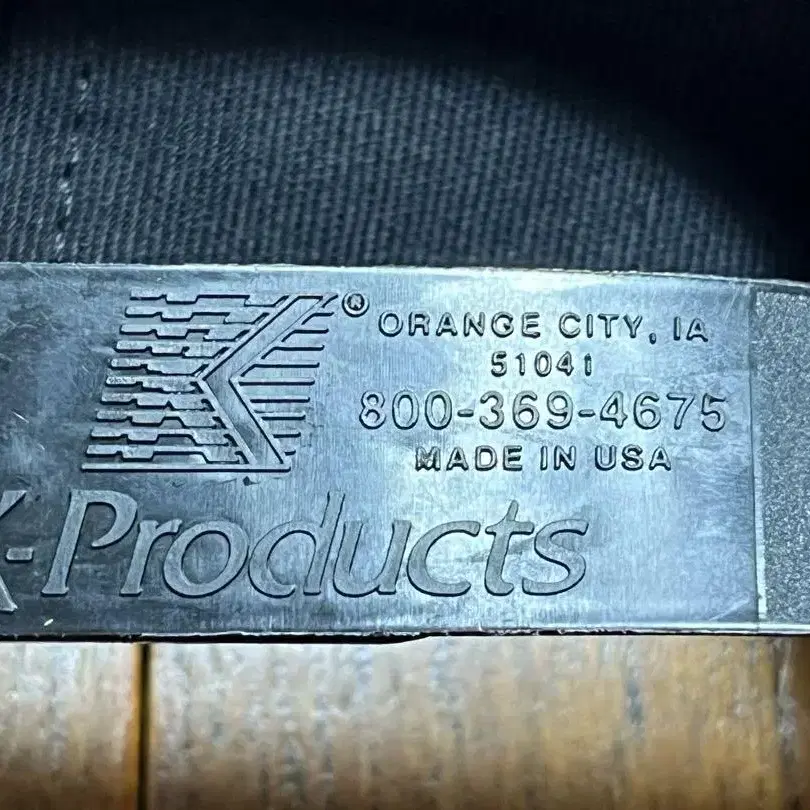 ®
ORANGE CITY, IA
51041
800-369-4675
MADE IN USA
K-Products